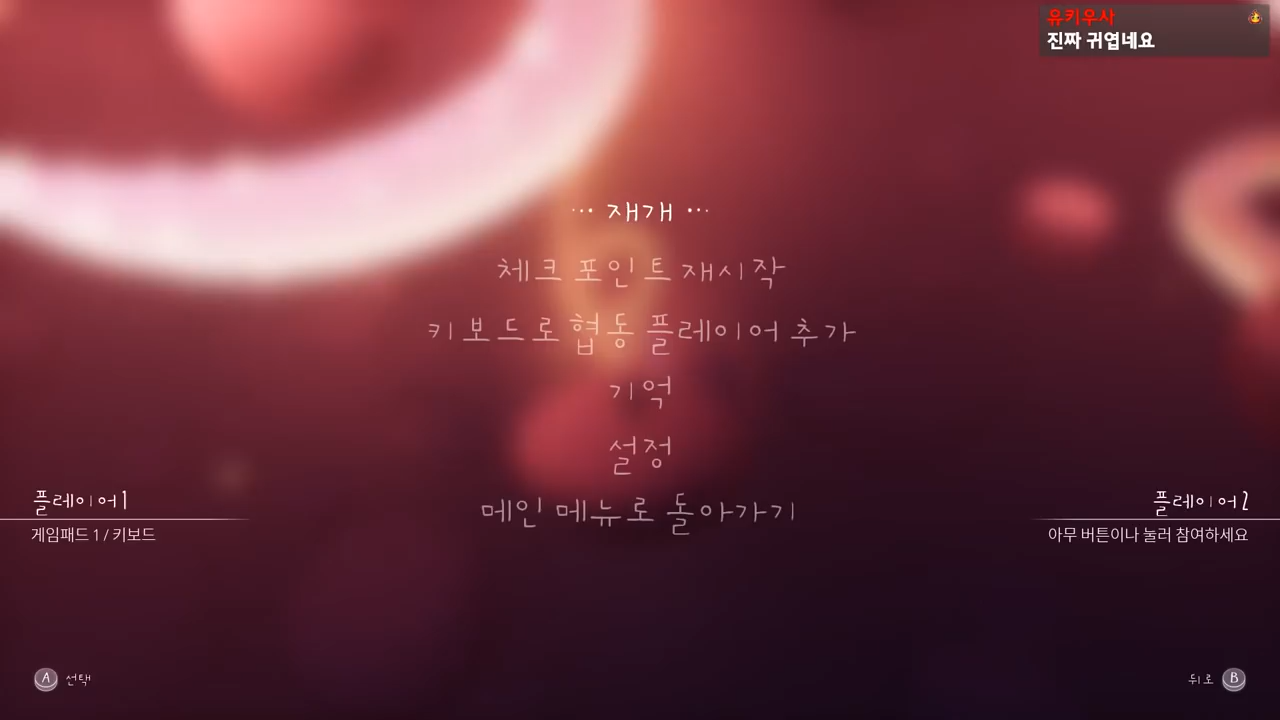 유키우사
진짜 귀엽네요
··· 재개 ···
체크 포인트 재시작
키보드로 협동 플레이어 추가
기억
설정
메인 메뉴로 돌아가기
플레이어1
게임패드 1 / 키보드
플레이어2
아무 버튼이나 눌러 참여하세요
A 선택
뒤로 B